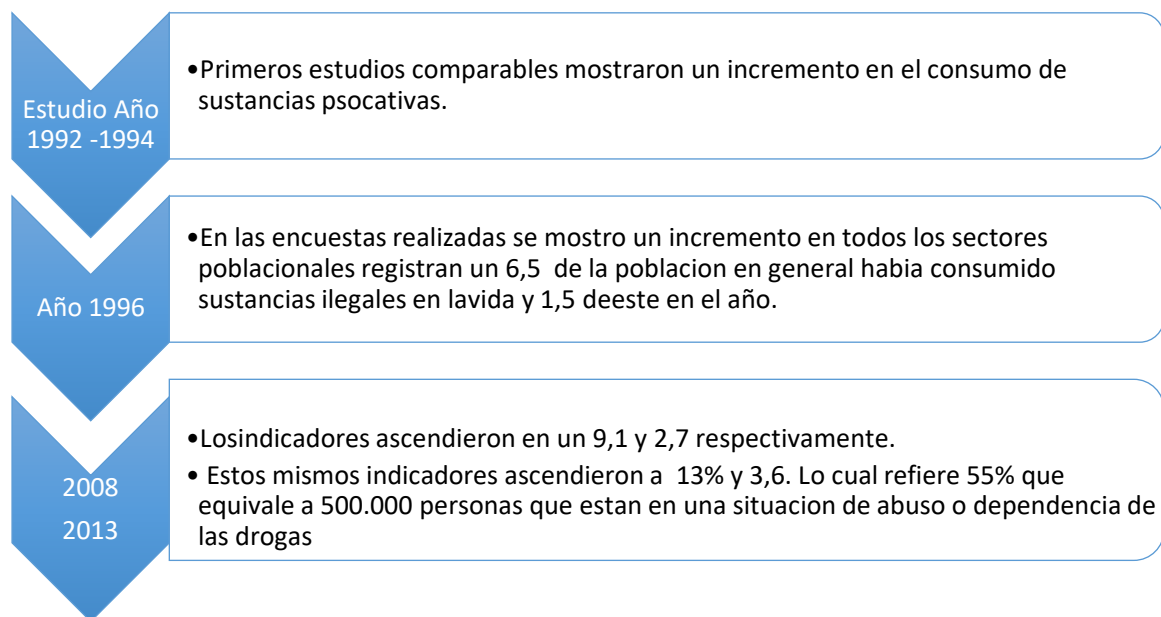 Estudio Año
1992 -1994
•Primeros estudios comparables mostraron un incremento en el consumo de
sustancias psocativas.
Año 1996
•En las encuestas realizadas se mostro un incremento en todos los sectores
poblacionales registran un 6,5 de la poblacion en general habia consumido
sustancias ilegales en lavida y 1,5 deeste en el año.
2008
2013
•Losindicadores ascendieron en un 9,1 y 2,7 respectivamente.
• Estos mismos indicadores ascendieron a 13% y 3,6. Lo cual refiere 55% que
equivale a 500.000 personas que estan en una situacion de abuso o dependencia de
las drogas